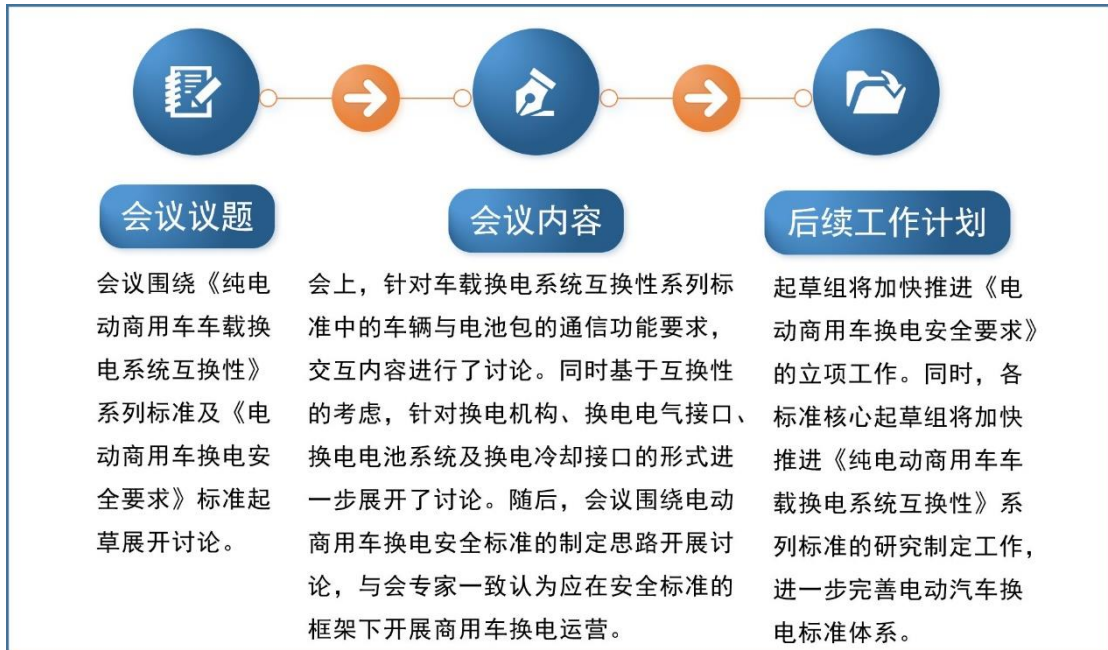 会议议题
会议围绕《纯电
动商用车车载换
电系统互换性》
系列标准及《电
动商用车换电安
全要求》标准起
草展开讨论。
会议内容
会上，针对车载换电系统互换性系列标
准中的车辆与电池包的通信功能要求，
交互内容进行了讨论。同时基于互换性
的考虑，针对换电机构、换电电气接口、
换电电池系统及换电冷却接口的形式进
一步展开了讨论。随后，会议围绕电动
商用车换电安全标准的制定思路开展讨
论，与会专家一致认为应在安全标准的
框架下开展商用车换电运营。
后续工作计划
起草组将加快推进《电
动商用车换电安全要求》
的立项工作。同时，各
标准核心起草组将加快
推进《纯电动商用车车
载换电系统互换性》系
列标准的研究制定工作，
进一步完善电动汽车换
电标准体系。